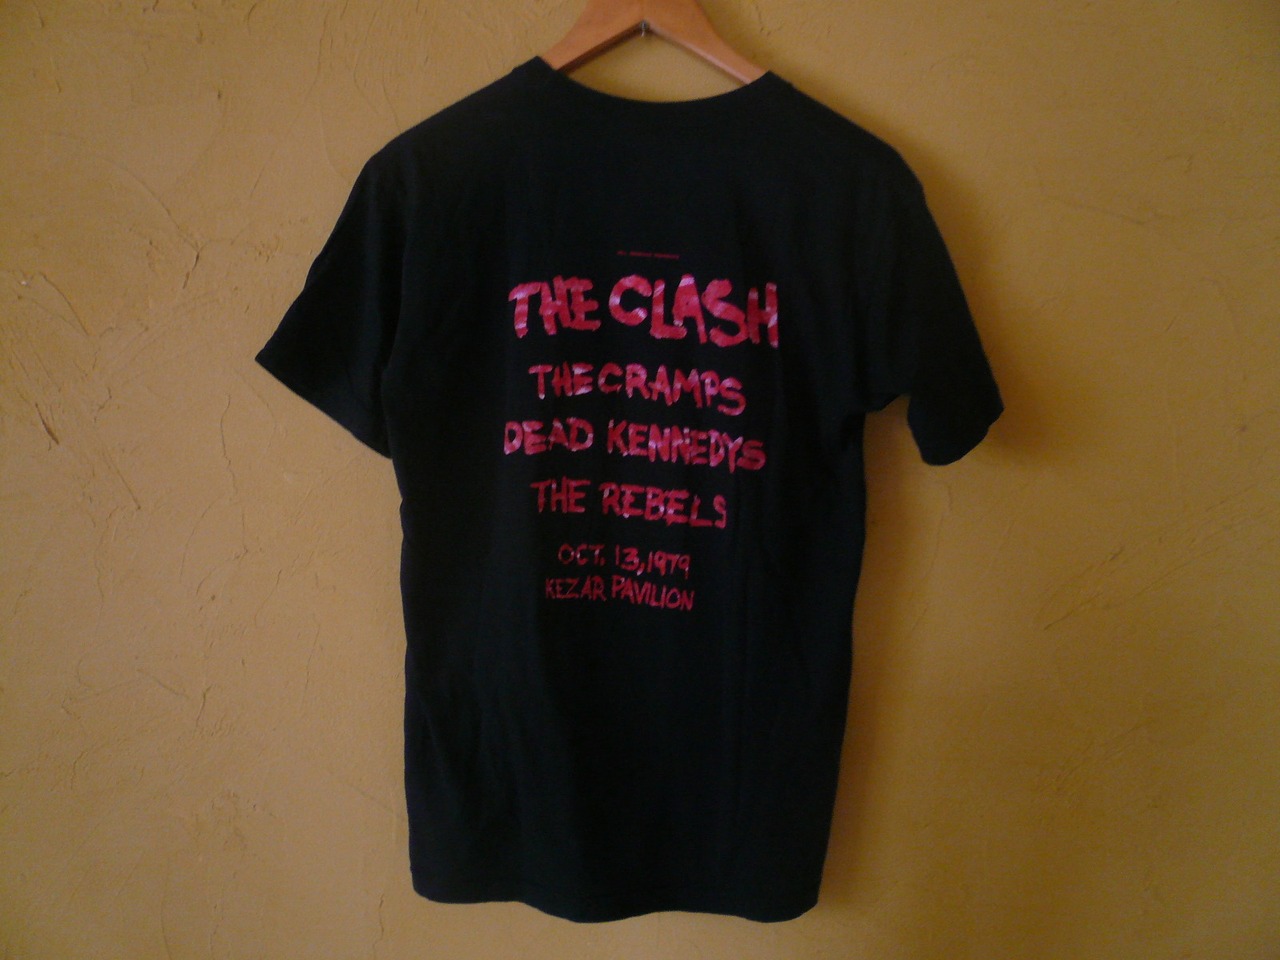 THE CLASH
THE CRAMPS
DEAD KENNEDYS
THE REBELS
OCT. 13, 1979
KEZAR PAVILION